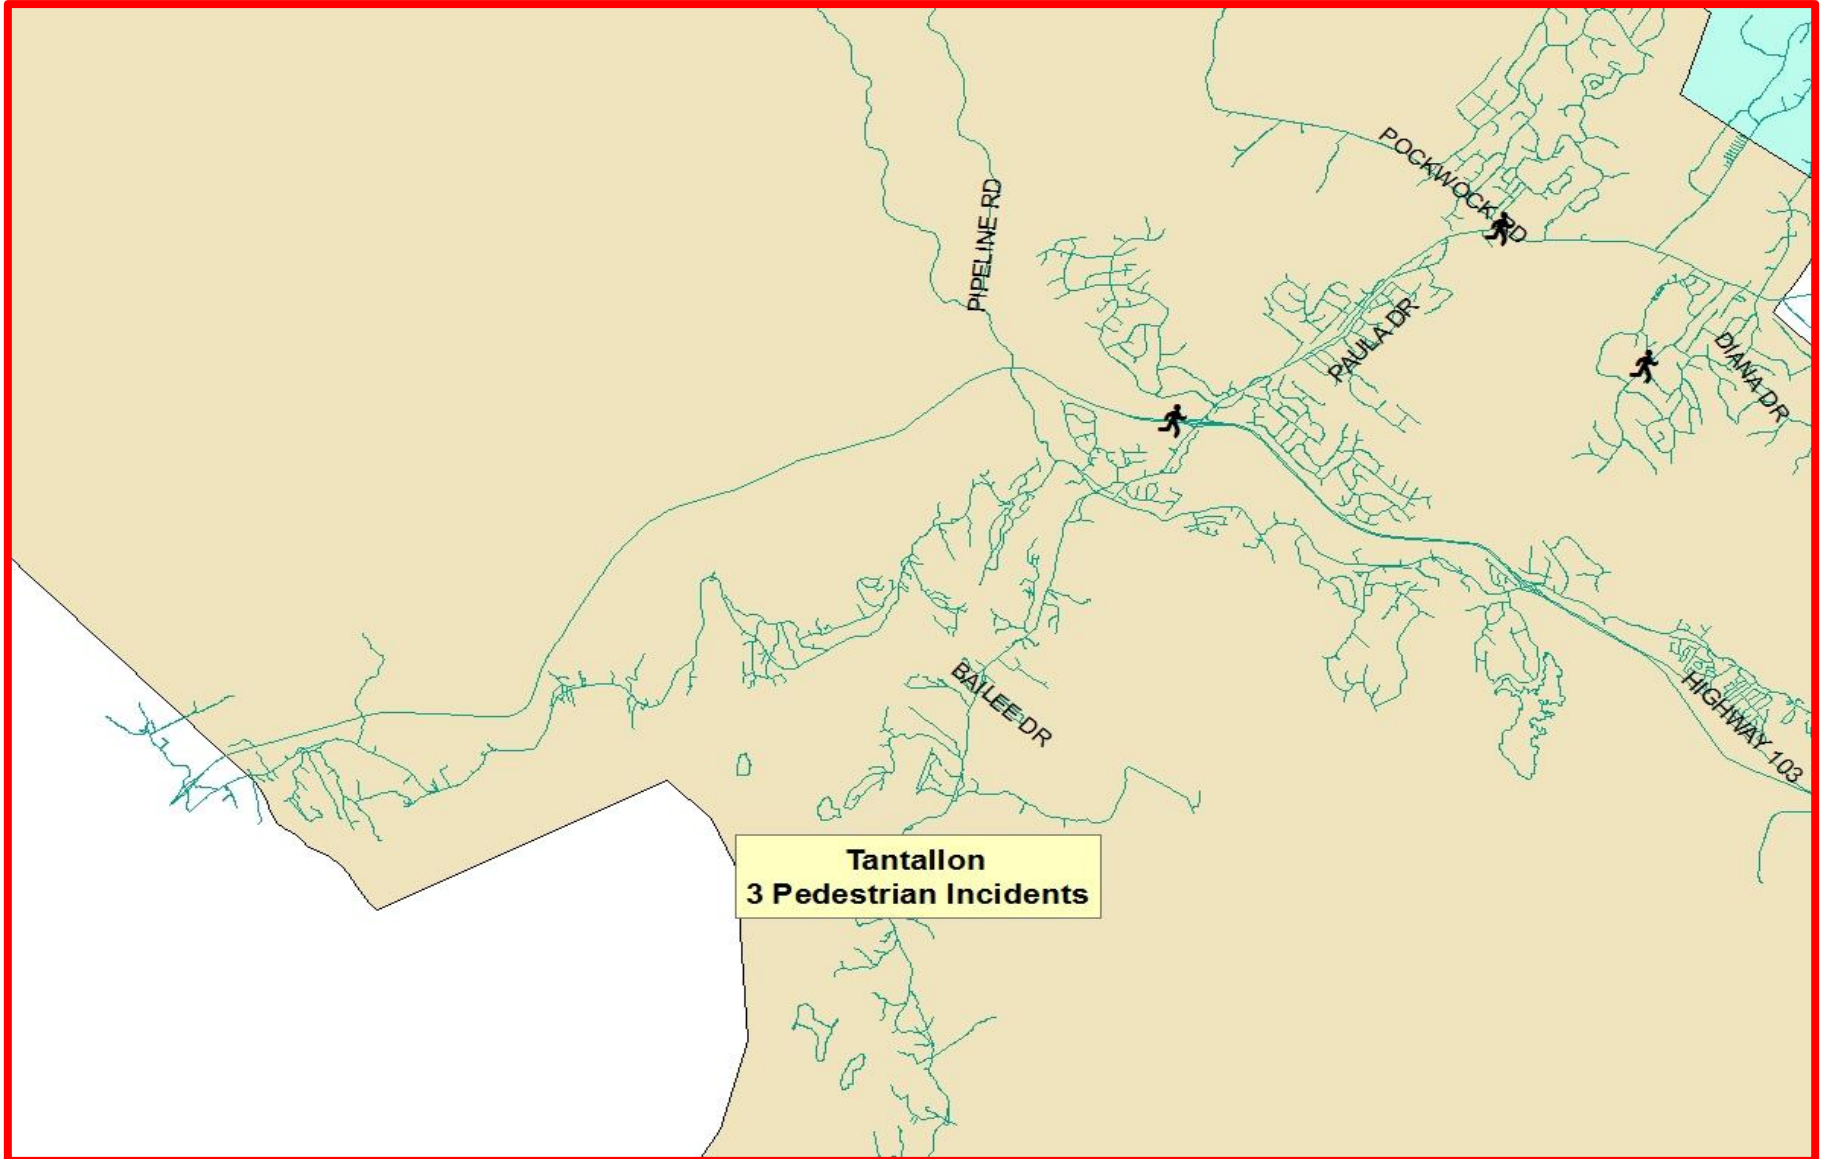 POCKWOCK RD
PIPELINE RD
PAULA DR
DIANA DR
BAILEE DR
HIGHWAY 103
Tantallon
3 Pedestrian Incidents